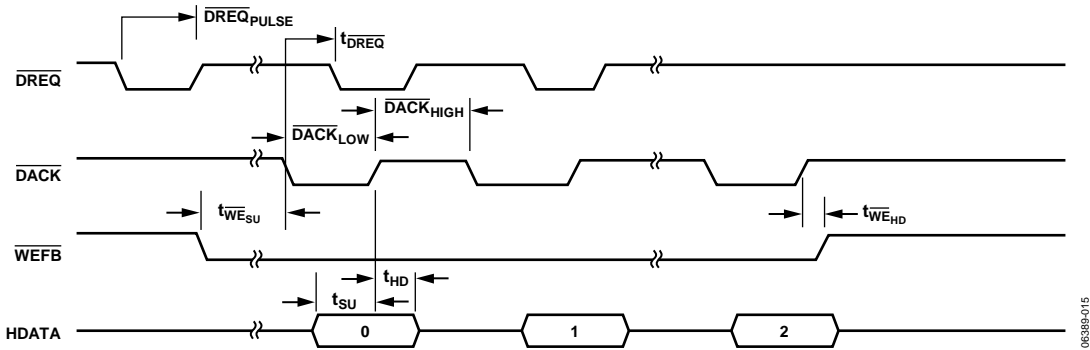 DREQPULSE
tDREQ
DREQ
DACKHIGH
DACKLOW
DACK
tWESU
tWEHD
WEFB
tHD
tSU
HDATA
0
1
2
06389-015